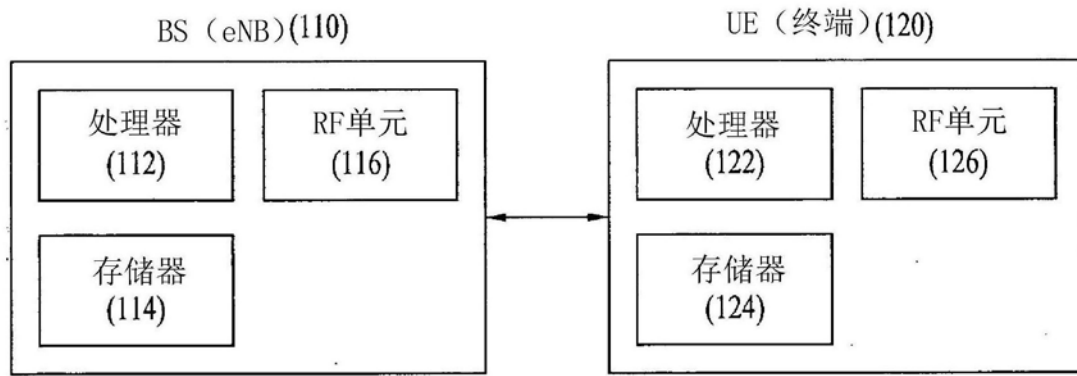 BS（eNB）(110)
处理器
(112)
RF单元
(116)
存储器
(114)
UE（终端）(120)
处理器
(122)
RF单元
(126)
存储器
(124)